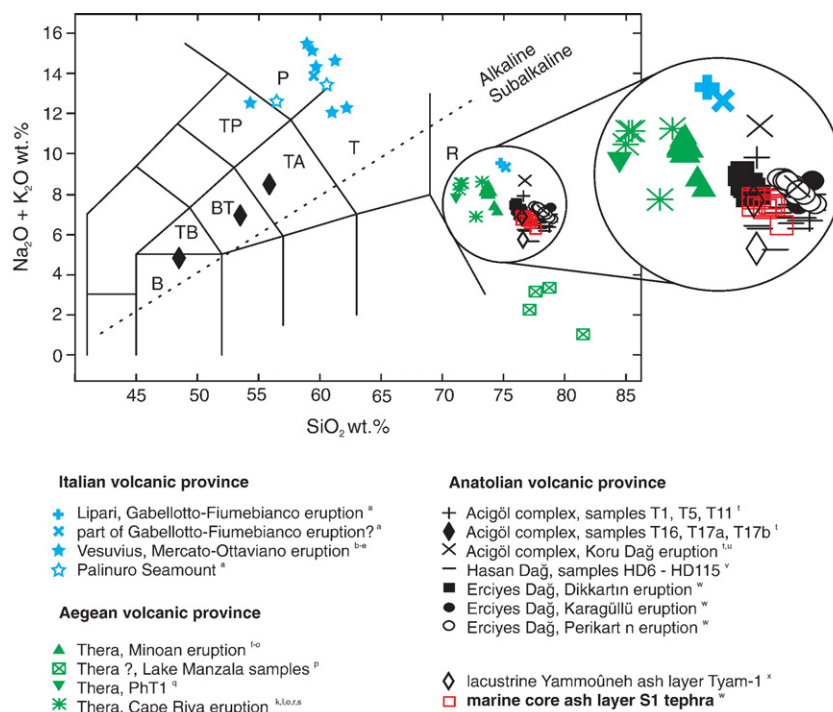 16
14
12
10
8
6
4
2
0
Na2O + K2O wt.%
P
TP
TA
T
BT
TB
B
R
Alkaline
Subalkaline
45 50 55 60 65 70 75 80 85
SiO2 wt.%
Italian volcanic province
Lipari, Gabellotto-Fiumebianco eruption a
part of Gabellotto-Fiumebianco eruption? a
Vesuvius, Mercato-Ottaviano eruption b-e
Palinuro Seamount a
Aegean volcanic province
Thera, Minoan eruption f-o
Thera ?, Lake Manzala samples p
Thera, PhT1 q
Thera, Cape Riva eruption k,l,o,r,s
Anatolian volcanic province
Acigöl complex, samples T1, T5, T11 t
Acigöl complex, samples T16, T17a, T17b t
Acigöl complex, Koru Dağ eruption t,u
Hasan Dağ, samples HD6 - HD115 v
Erciyes Dağ, Dikkartın eruption w
Erciyes Dağ, Karagüllü eruption w
Erciyes Dağ, Perikart n eruption w
lacustrine Yammoûneh ash layer Tyam-1 x
marine core ash layer S1 tephra w